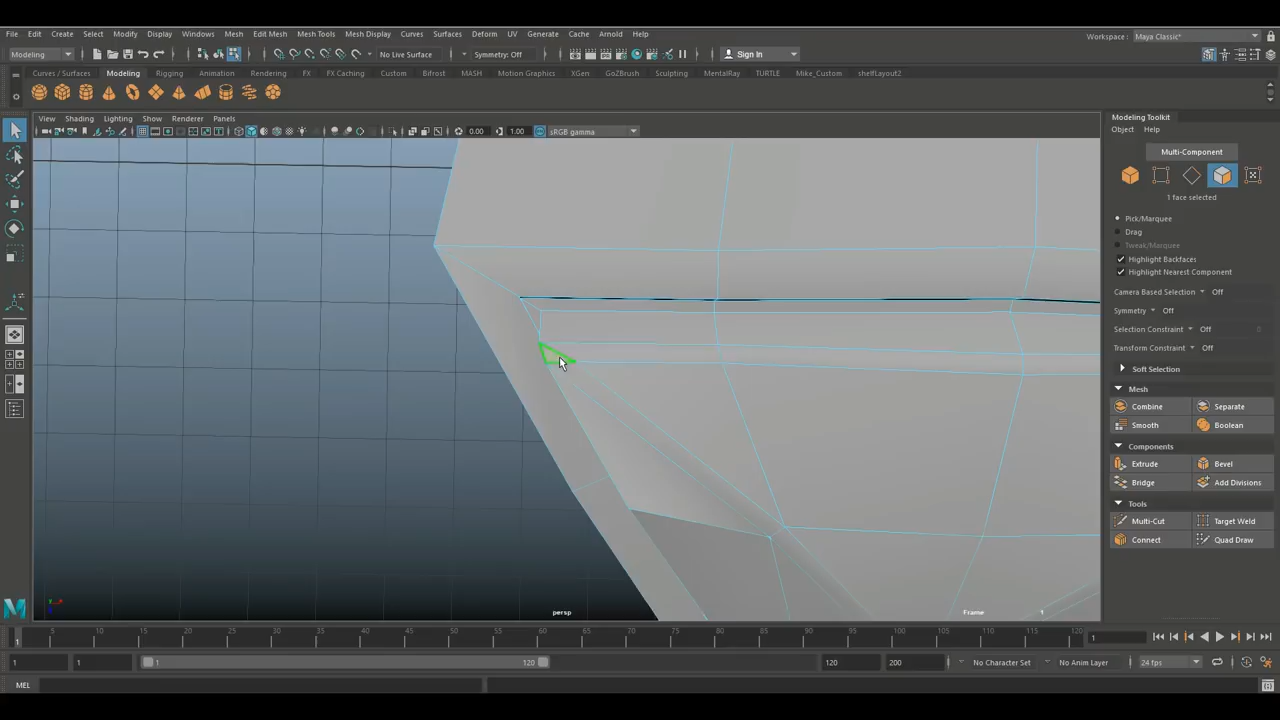 File Edit Create Select Modify Display Windows Mesh Edit Mesh Mesh Tools Mesh Display Curves Surfaces Deform UV Generate Cache Arnold Help
Workspace : Maya Classic*
Modeling No Live Surface Symmetry: Off Sign In
Curves / Surfaces Modeling Rigging Animation Rendering FX FX Caching Custom Bifrost MASH Motion Graphics XGen GoZBrush Sculpting MentalRay TURTLE Mike_Custom shelfLayout2
View Shading Lighting Show Renderer Panels
0.00 1.00 sRGB gamma
Modeling Toolkit
Object Help
Multi-Component
1 face selected
Pick/Marquee
Drag
Tweak/Marquee
Highlight Backfaces
Highlight Nearest Component
Camera Based Selection Off
Symmetry Off
Selection Constraint Off
Transform Constraint Off
Soft Selection
Mesh
Combine Separate
Smooth Boolean
Components
Extrude Bevel
Bridge Add Divisions
Tools
Multi-Cut Target Weld
Connect Quad Draw
persp Frame 1
1 5 10 15 20 25 30 35 40 45 50 55 60 65 70 75 80 85 90 95 100 105 110 115 120 1
1 1 1 120 120 200 No Character Set No Anim Layer 24 fps
MEL